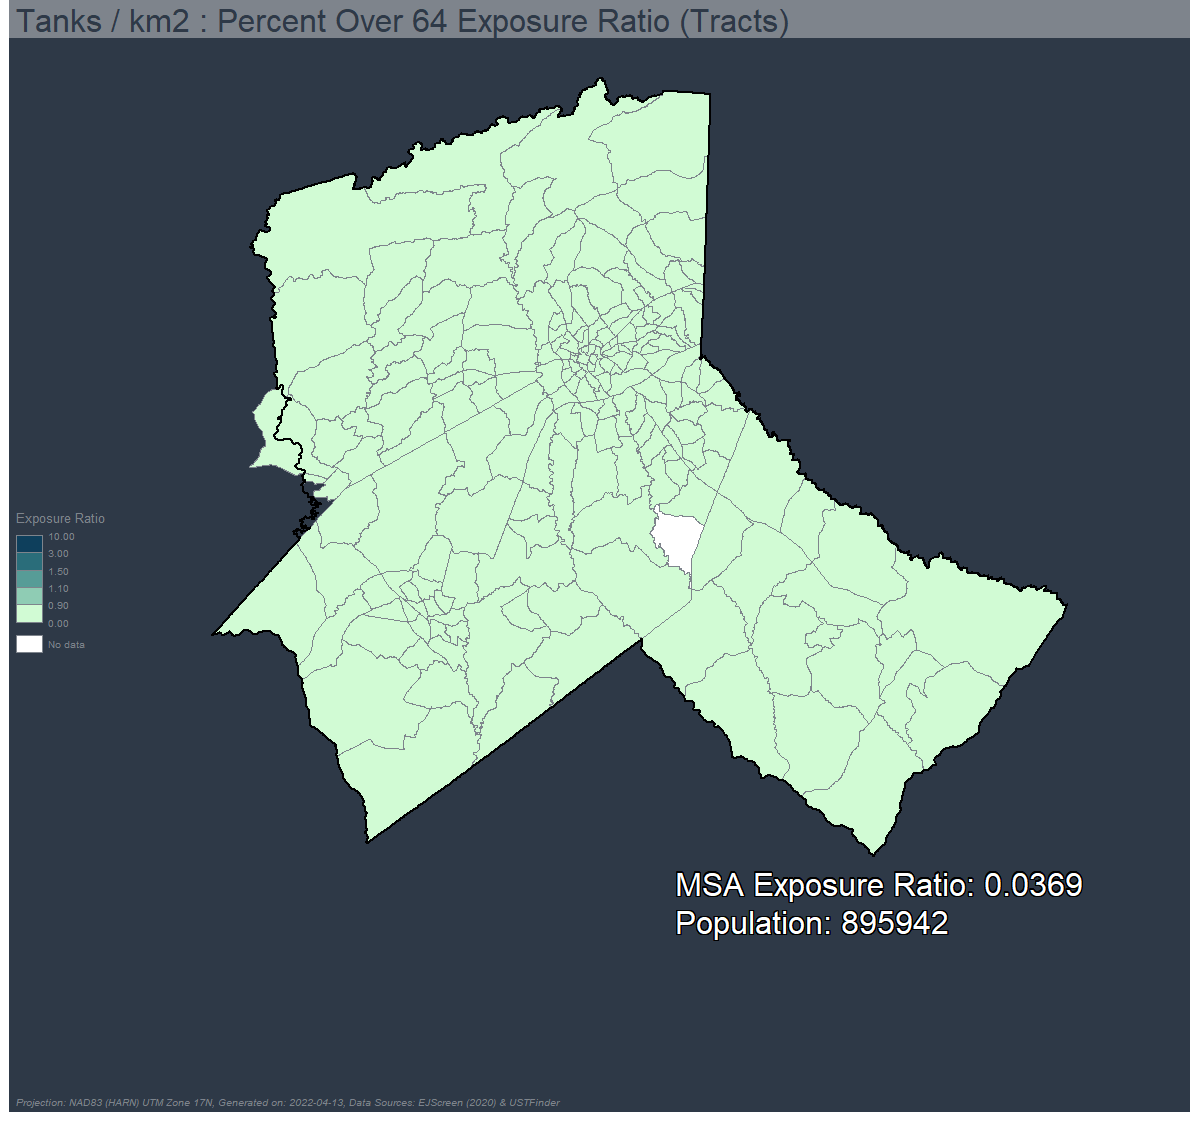 Tanks / km2 : Percent Over 64 Exposure Ratio (Tracts)
Exposure Ratio
10.00
3.00
1.50
1.10
0.90
0.00
No data
MSA Exposure Ratio: 0.0369
Population: 895942
Projection: NAD83 (HARN) UTM Zone 17N, Generated on: 2022-04-13, Data Sources: EJScreen (2020) & USTFinder